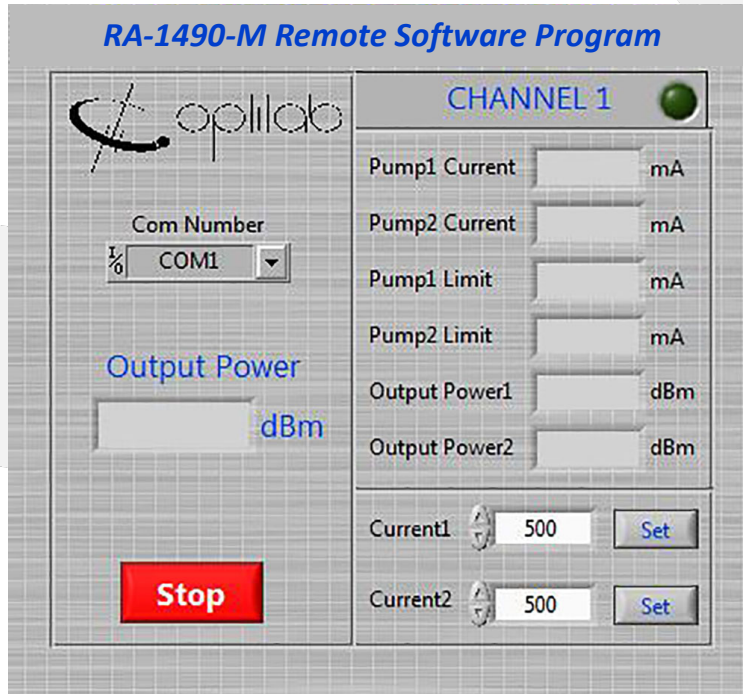 RA-1490-M Remote Software Program
oplilab
Com Number
I/O COM1
Output Power
dBm
Stop
CHANNEL 1
Pump1 Current mA
Pump2 Current mA
Pump1 Limit mA
Pump2 Limit mA
Output Power1 dBm
Output Power2 dBm
Current1 500 Set
Current2 500 Set